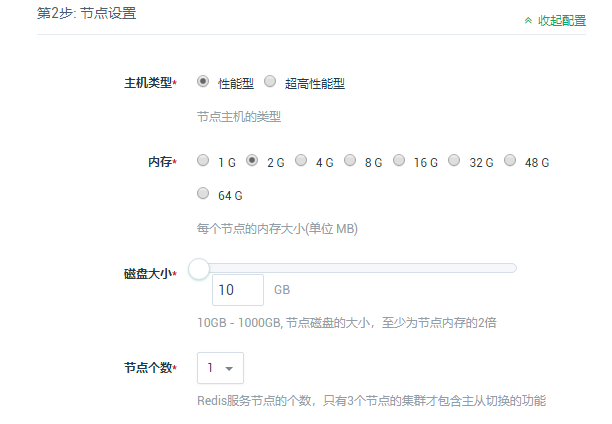 第2步: 节点设置
收起配置
主机类型* 性能型 超高性能型
节点主机的类型
内存* 1 G 2 G 4 G 8 G 16 G 32 G 48 G
64 G
每个节点的内存大小(单位 MB)
磁盘大小*
10 GB
10GB - 1000GB, 节点磁盘的大小，至少为节点内存的2倍
节点个数* 1
Redis服务节点的个数，只有3个节点的集群才包含主从切换的功能